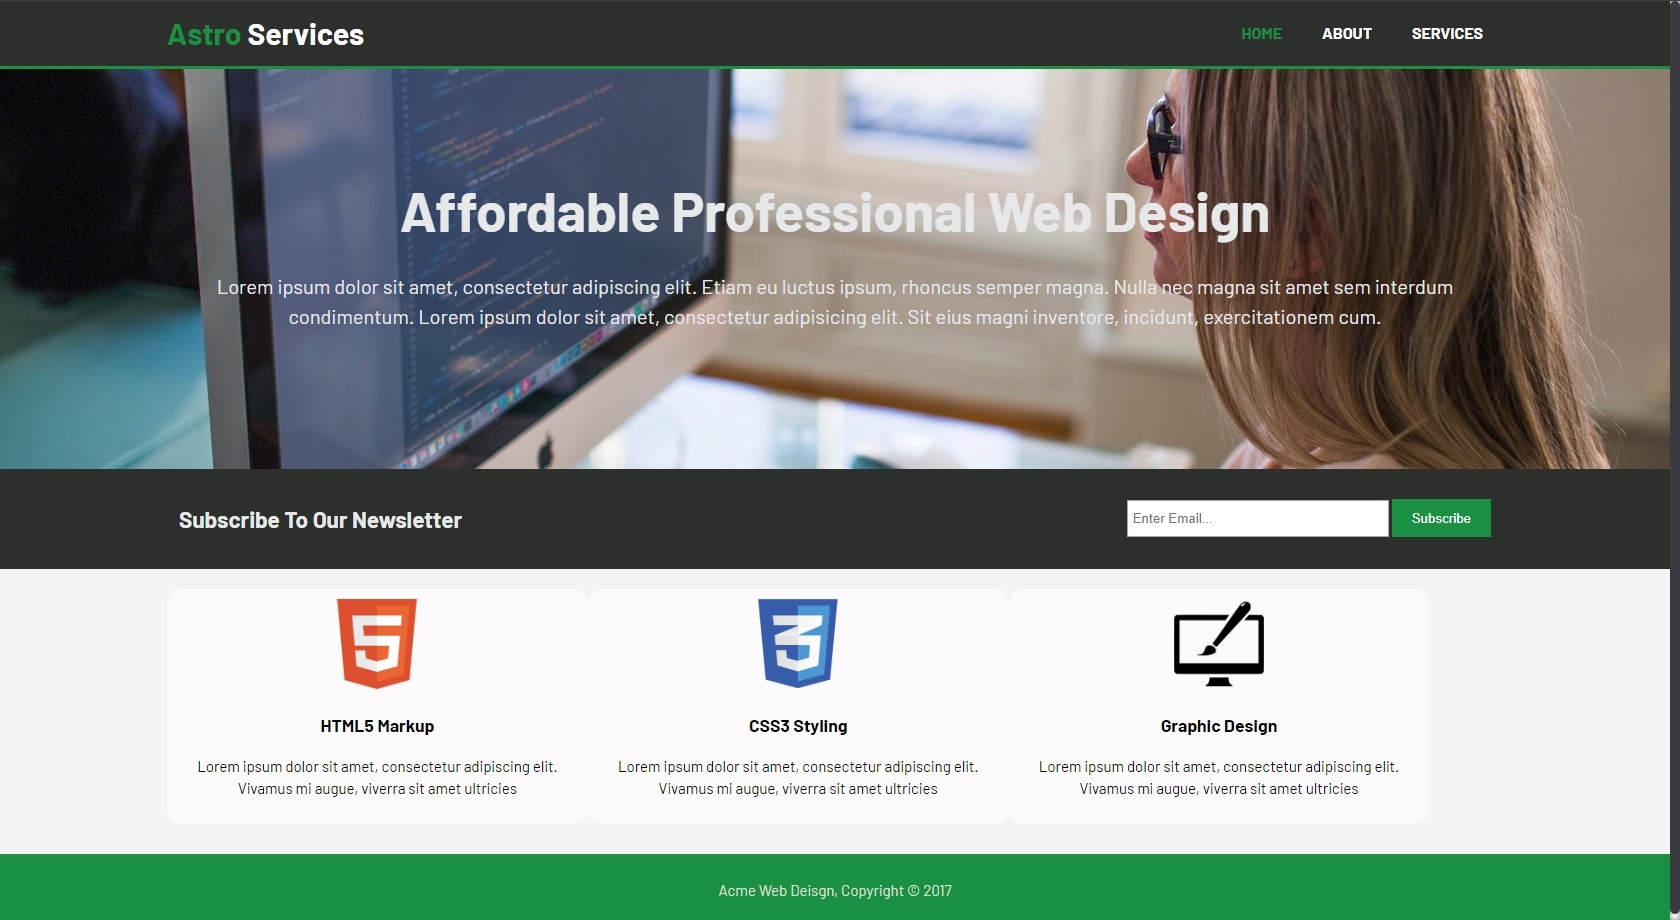 Astro Services
HOME ABOUT SERVICES
Affordable Professional Web Design
Lorem ipsum dolor sit amet, consectetur adipiscing elit. Etiam eu luctus ipsum, rhoncus semper magna. Nulla nec magna sit amet sem interdum
condimentum. Lorem ipsum dolor sit amet, consectetur adipisicing elit. Sit eius magni inventore, incidunt, exercitationem cum.
Subscribe To Our Newsletter
Enter Email...
Subscribe
HTML5 Markup
Lorem ipsum dolor sit amet, consectetur adipiscing elit.
Vivamus mi augue, viverra sit amet ultricies
CSS3 Styling
Lorem ipsum dolor sit amet, consectetur adipiscing elit.
Vivamus mi augue, viverra sit amet ultricies
Graphic Design
Lorem ipsum dolor sit amet, consectetur adipiscing elit.
Vivamus mi augue, viverra sit amet ultricies
Acme Web Deisgn, Copyright © 2017